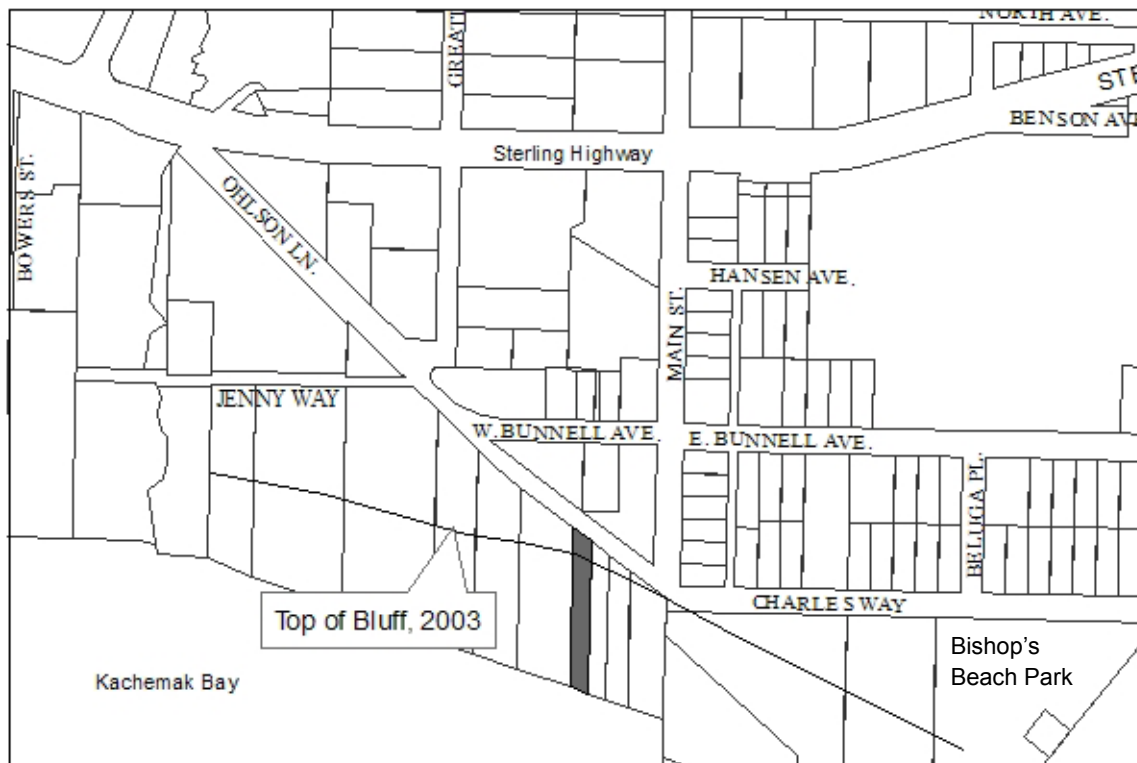 NORTH AVE.
GREAT
STE
BENSON AVE
Sterling Highway
BOWERS ST.
OHLSON LN.
HANSEN AVE.
MAIN ST.
JENNY WAY
W. BUNNELL AVE.
E. BUNNELL AVE.
BELUGA PL.
Top of Bluff, 2003
CHARLES WAY
Bishop’s
Beach Park
Kachemak Bay